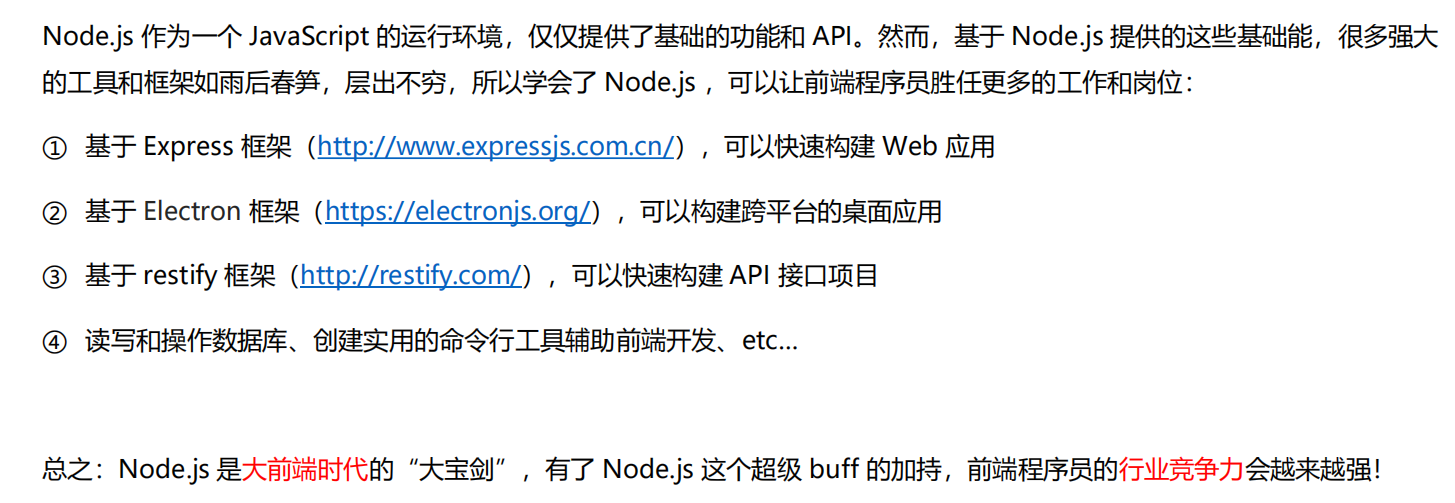 Node.js 作为一个 JavaScript 的运行环境，仅仅提供了基础的功能和 API。然而，基于 Node.js 提供的这些基础能，很多强大
的工具和框架如雨后春笋，层出不穷，所以学会了 Node.js ，可以让前端程序员胜任更多的工作和岗位：
① 基于 Express 框架（http://www.expressjs.com.cn/），可以快速构建 Web 应用
② 基于 Electron 框架（https://electronjs.org/），可以构建跨平台的桌面应用
③ 基于 restify 框架（http://restify.com/），可以快速构建 API 接口项目
④ 读写和操作数据库、创建实用的命令行工具辅助前端开发、etc…
总之：Node.js 是大前端时代的“大宝剑”，有了 Node.js 这个超级 buff 的加持，前端程序员的行业竞争力会越来越强！